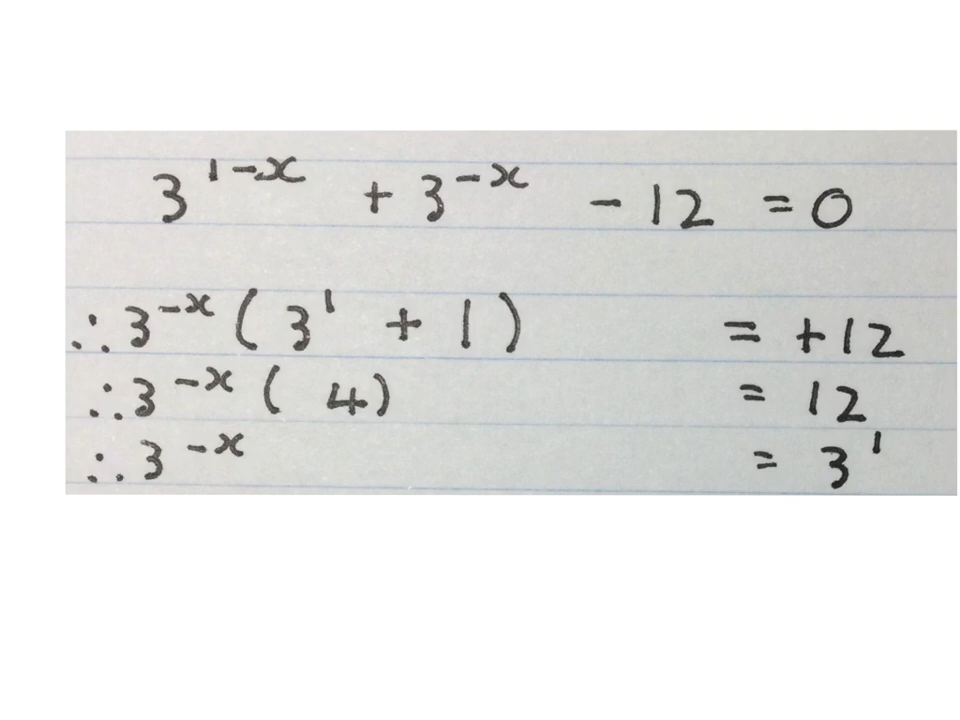 3^{1-x} + 3^{-x} - 12 = 0
∴ 3^{-x} ( 3^1 + 1 ) = +12
∴ 3^{-x} ( 4 ) = 12
∴ 3^{-x} = 3^1